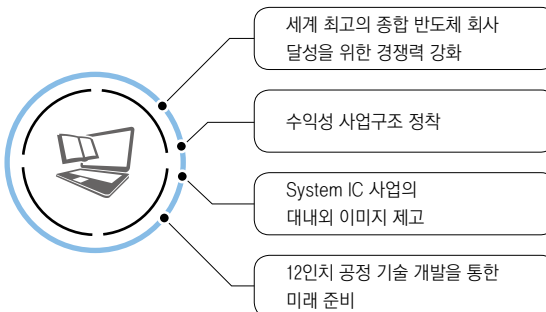 세계 최고의 종합 반도체 회사
달성을 위한 경쟁력 강화
수익성 사업구조 정착
System IC 사업의
대내외 이미지 제고
12인치 공정 기술 개발을 통한
미래 준비